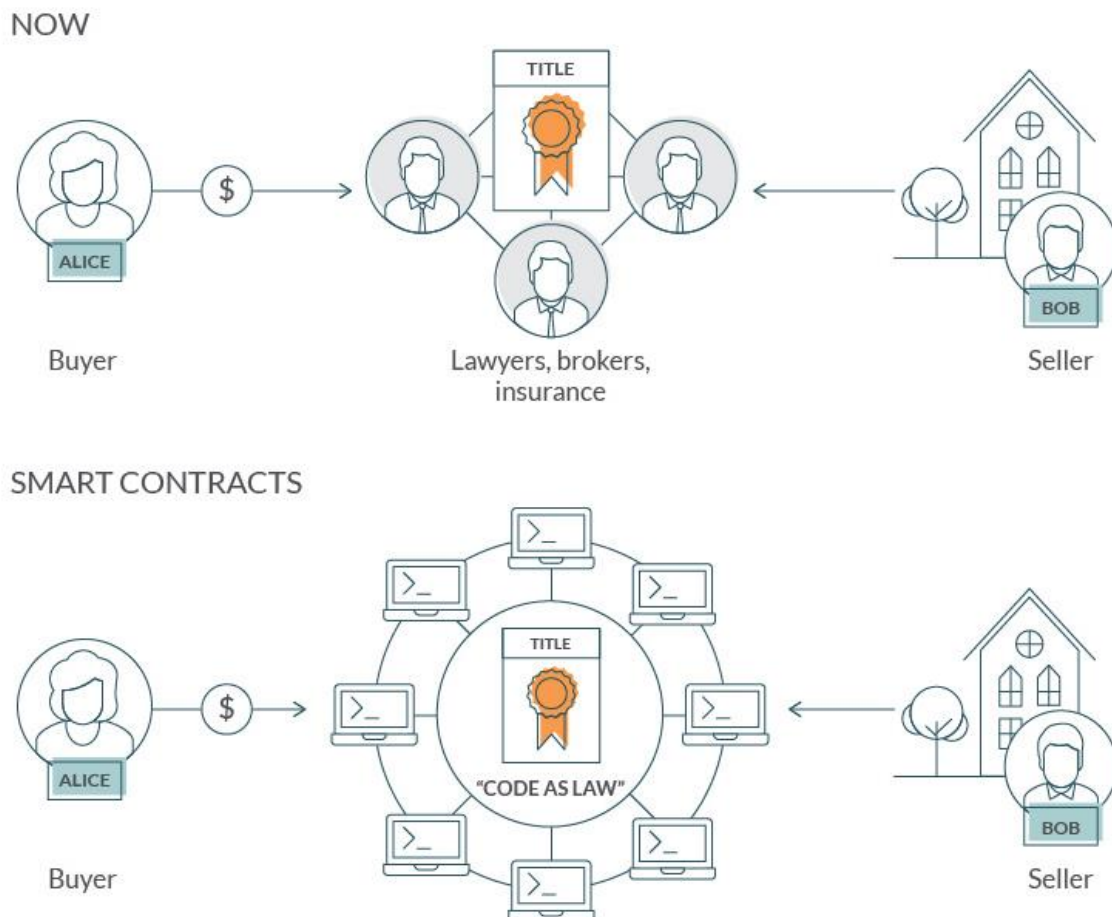 NOW
TITLE
$
ALICE
BOB
Buyer
Lawyers, brokers,
insurance
Seller
SMART CONTRACTS
>_
>_
>_
TITLE
$
>_
>_
ALICE
"CODE AS LAW"
BOB
>_
>_
Buyer
Seller
>_